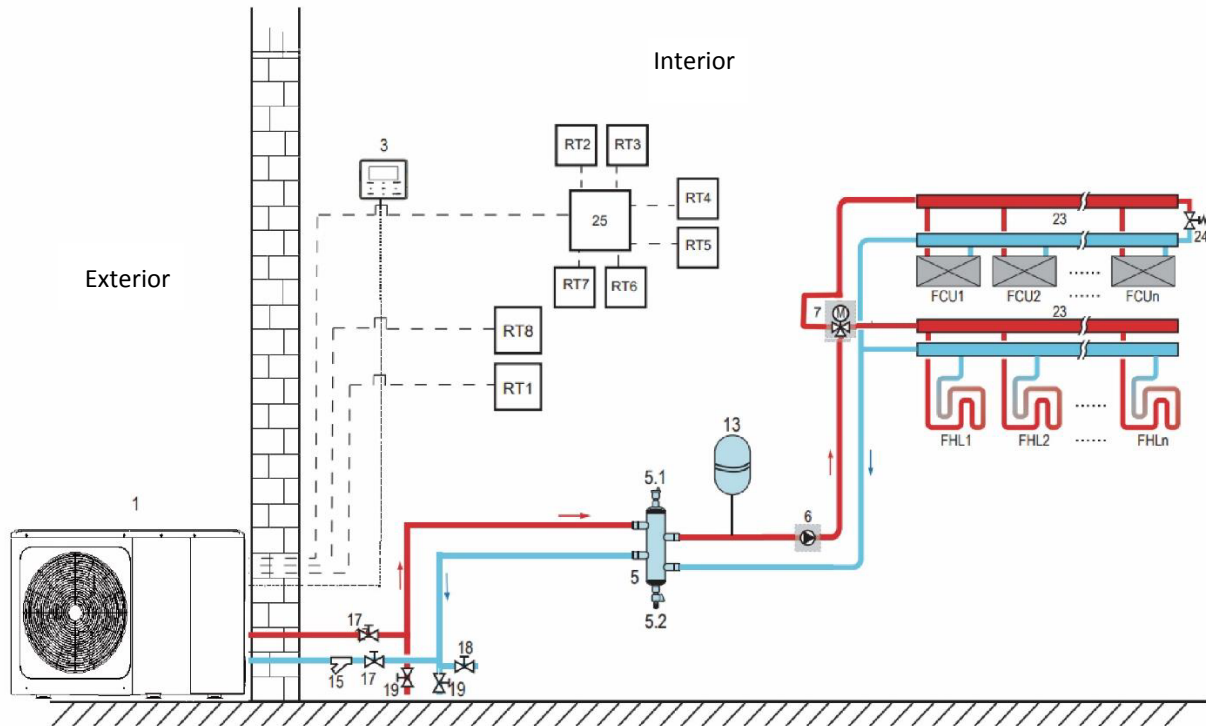 Interior
Exterior
3
RT2
RT3
25
RT4
RT5
RT7
RT6
RT8
RT1
23
24
FCU1
FCU2
......
......
FCUn
7
M
23
FHL1
FHL2
......
......
FHLn
13
5.1
6
5
5.2
1
17
18
15
17
19
19